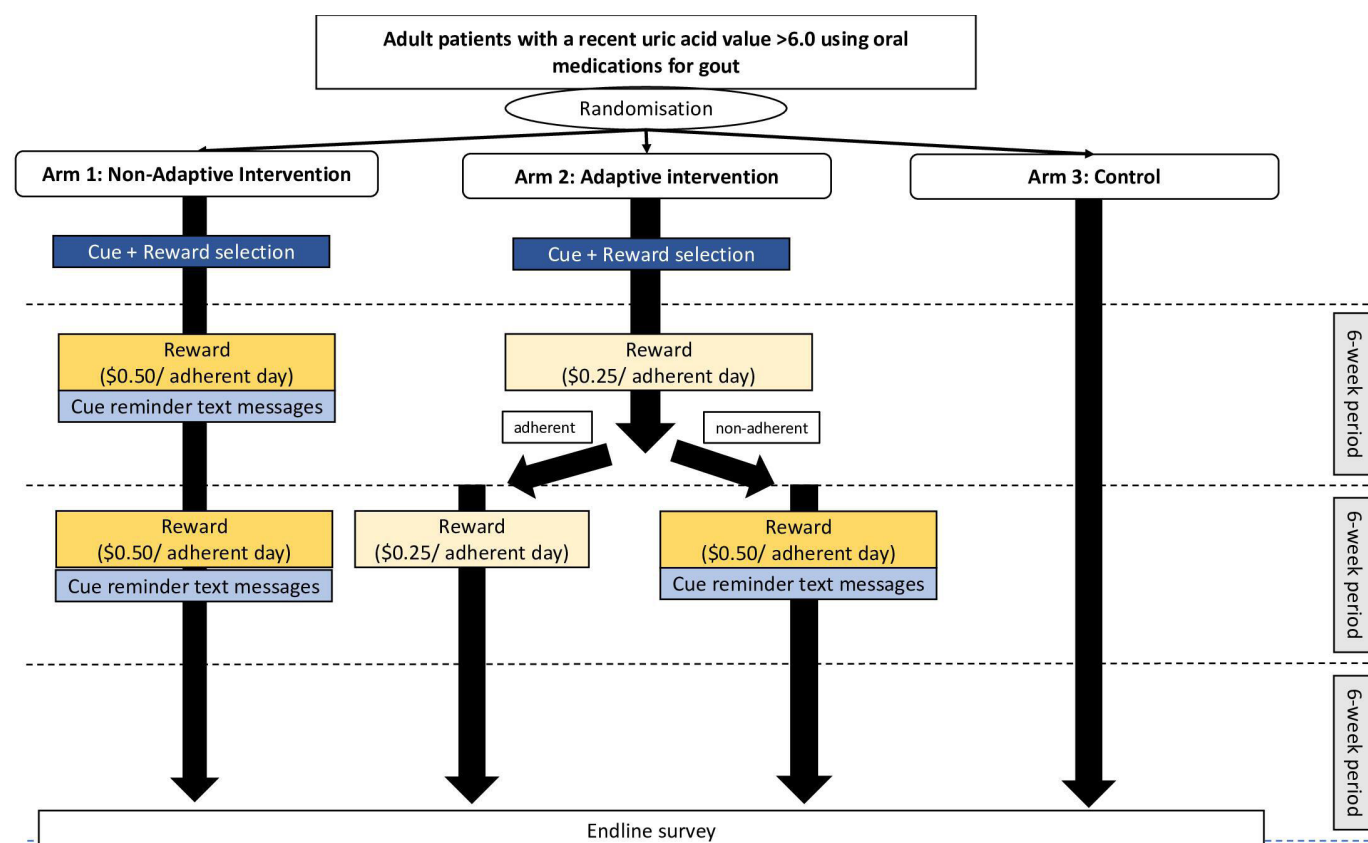 Adult patients with a recent uric acid value >6.0 using oral
medications for gout
Randomisation
Arm 1: Non-Adaptive Intervention
Arm 2: Adaptive intervention
Arm 3: Control
Cue + Reward selection
Cue + Reward selection
Reward
($0.50/ adherent day)
Cue reminder text messages
Reward
($0.25/ adherent day)
6-week period
adherent
non-adherent
Reward
($0.50/ adherent day)
Cue reminder text messages
Reward
($0.25/ adherent day)
Reward
($0.50/ adherent day)
Cue reminder text messages
6-week period
6-week period
Endline survey